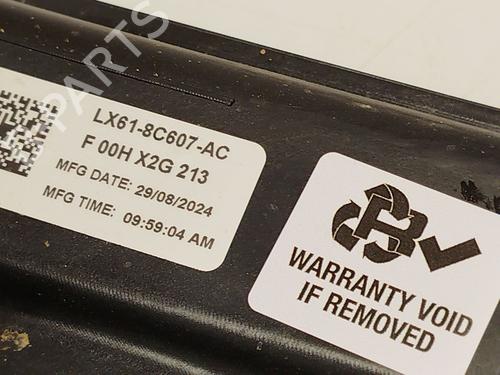 PARTS
LX61-8C607-AC
F 00H X2G 213
MFG DATE: 29/08/2024
MFG TIME: 09:59:04 AM
B
WARRANTY VOID
IF REMOVED